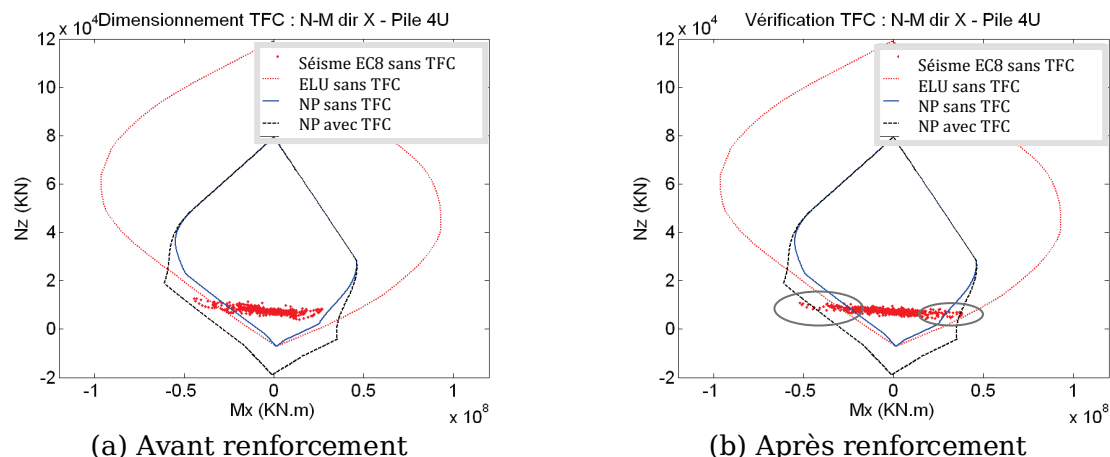 x 10⁴
Dimensionnement TFC : N-M dir X - Pile 4U
12
10
8
6
4
2
0
-2
Nz (KN)
Séisme EC8 sans TFC
ELU sans TFC
NP sans TFC
NP avec TFC
-1
-0.5
0
0.5
1
Mx (KN.m)
x 10⁸
(a) Avant renforcement
x 10⁴
Vérification TFC : N-M dir X - Pile 4U
12
10
8
6
4
2
0
-2
Nz (KN)
Séisme EC8 sans TFC
ELU sans TFC
NP sans TFC
NP avec TFC
-1
-0.5
0
0.5
1
Mx (KN.m)
x 10⁸
(b) Après renforcement